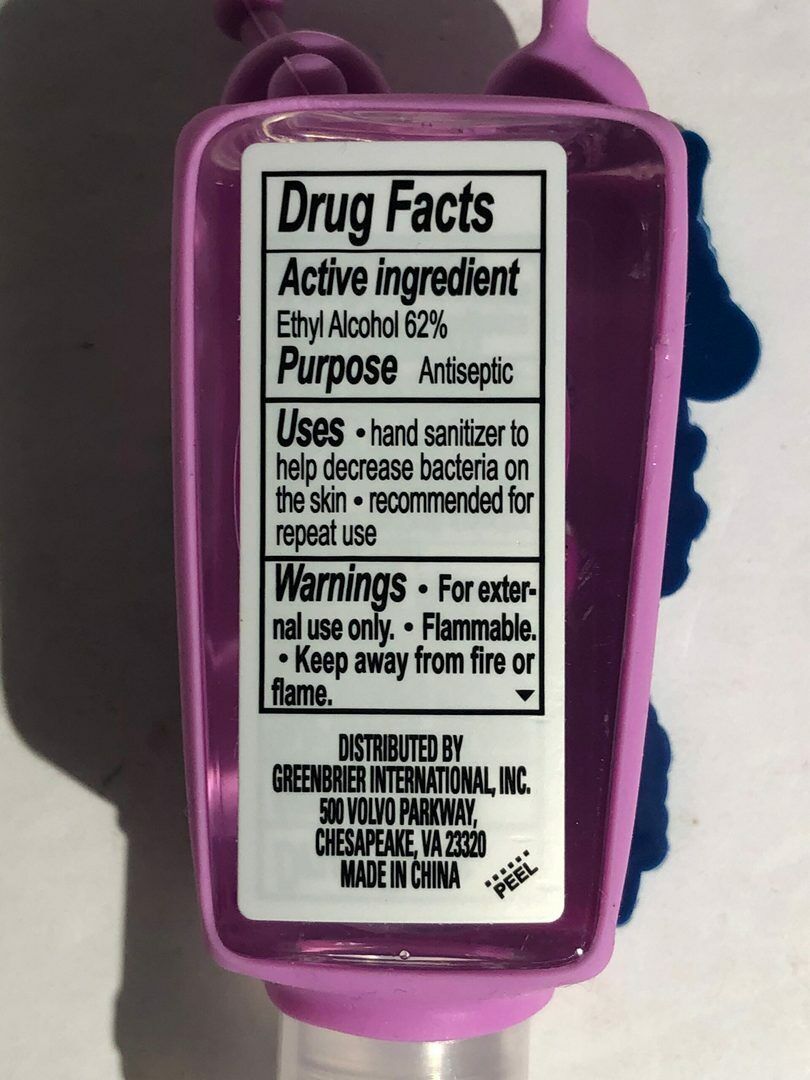 Drug Facts
Active ingredient
Ethyl Alcohol 62%
Purpose Antiseptic
Uses • hand sanitizer to
help decrease bacteria on
the skin • recommended for
repeat use
Warnings • For exter-
nal use only. • Flammable.
• Keep away from fire or
flame.
DISTRIBUTED BY
GREENBRIER INTERNATIONAL, INC.
500 VOLVO PARKWAY,
CHESAPEAKE, VA 23320
MADE IN CHINA
PEEL